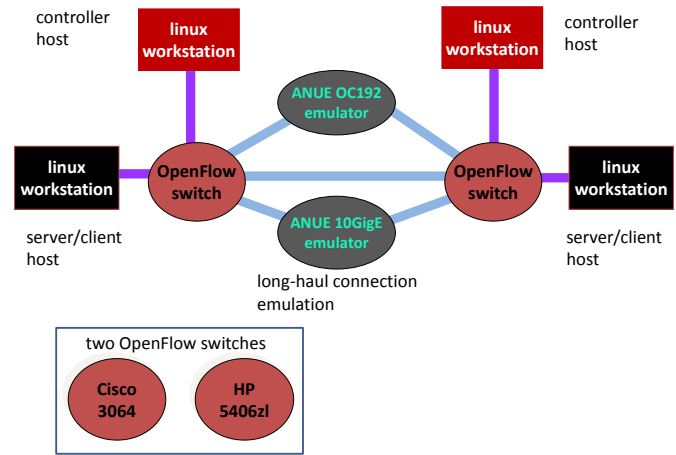 controller
host
linux
workstation
linux
workstation
controller
host
ANUE OC192
emulator
linux
workstation
OpenFlow
switch
OpenFlow
switch
linux
workstation
ANUE 10GigE
emulator
server/client
host
server/client
host
long-haul connection
emulation
two OpenFlow switches
Cisco
3064
HP
5406zl